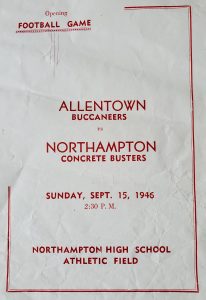 Opening
FOOTBALL GAME
ALLENTOWN
BUCCANEERS
vs
NORTHAMPTON
CONCRETE BUSTERS
SUNDAY, SEPT. 15, 1946
2:30 P. M.
NORTHAMPTON HIGH SCHOOL
ATHLETIC FIELD